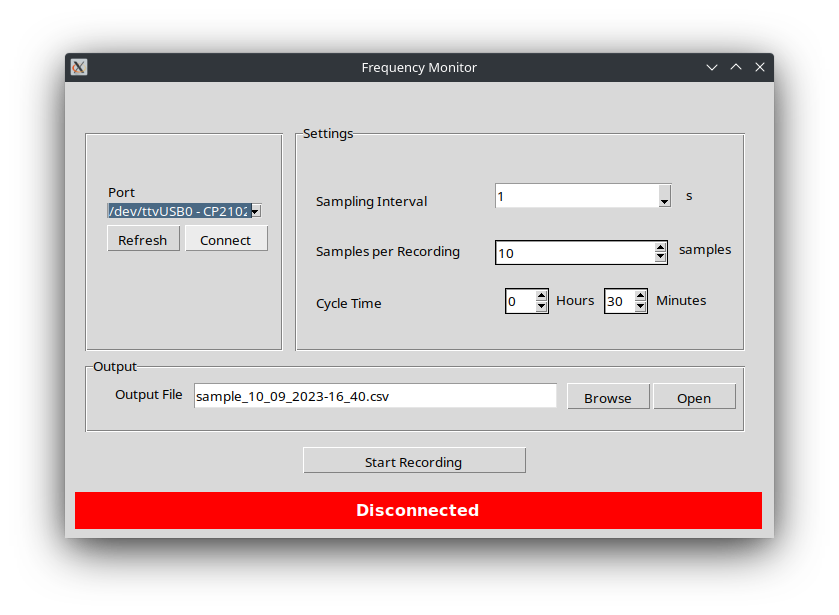 Frequency Monitor
Port
/dev/ttyUSB0 - CP2102
Refresh
Connect
Settings
Sampling Interval
1
s
Samples per Recording
10
samples
Cycle Time
0
Hours
30
Minutes
Output
Output File
sample_10_09_2023-16_40.csv
Browse
Open
Start Recording
Disconnected